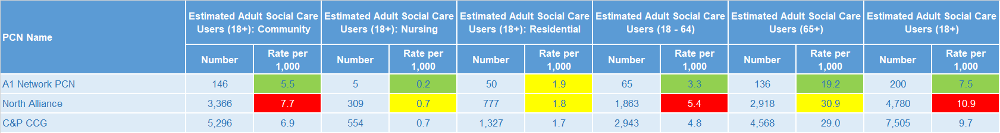 PCN Name
Estimated Adult Social Care Users (18+): Community
Estimated Adult Social Care Users (18+): Nursing
Estimated Adult Social Care Users (18+): Residential
Estimated Adult Social Care Users (18 - 64)
Estimated Adult Social Care Users (65+)
Estimated Adult Social Care Users (18+)
Number Rate per 1,000 Number Rate per 1,000 Number Rate per 1,000 Number Rate per 1,000 Number Rate per 1,000 Number Rate per 1,000
A1 Network PCN 146 5.5 5 0.2 50 1.9 65 3.3 136 19.2 200 7.5
North Alliance 3,366 7.7 309 0.7 777 1.8 1,863 5.4 2,918 30.9 4,780 10.9
C&P CCG 5,296 6.9 554 0.7 1,327 1.7 2,943 4.8 4,568 29.0 7,505 9.7